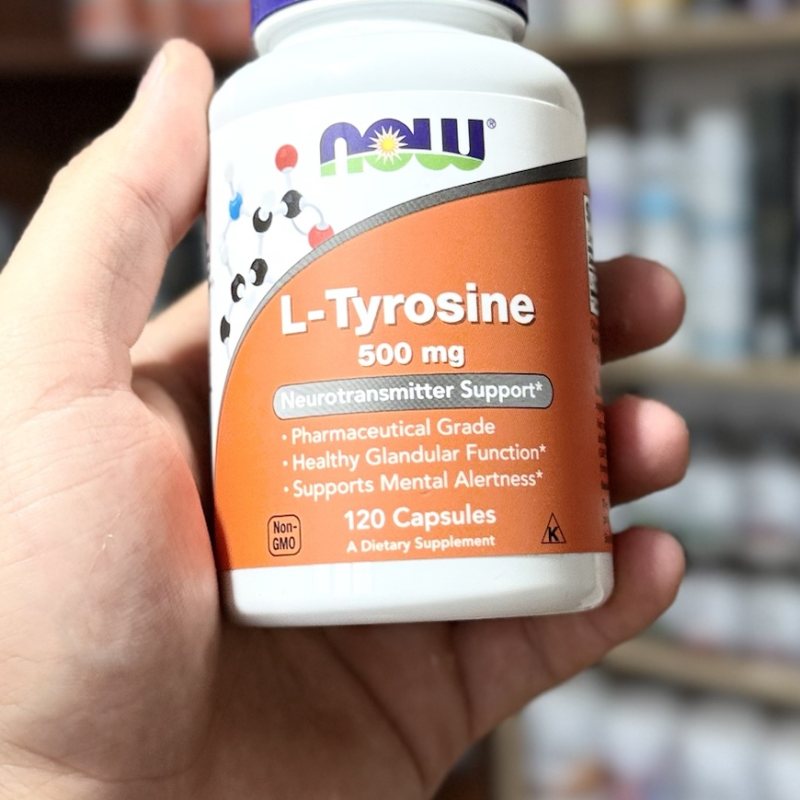 NOW®
L-Tyrosine
500 mg
Neurotransmitter Support*
• Pharmaceutical Grade
• Healthy Glandular Function*
• Supports Mental Alertness*
120 Capsules
Non-
GMO
A Dietary Supplement
K